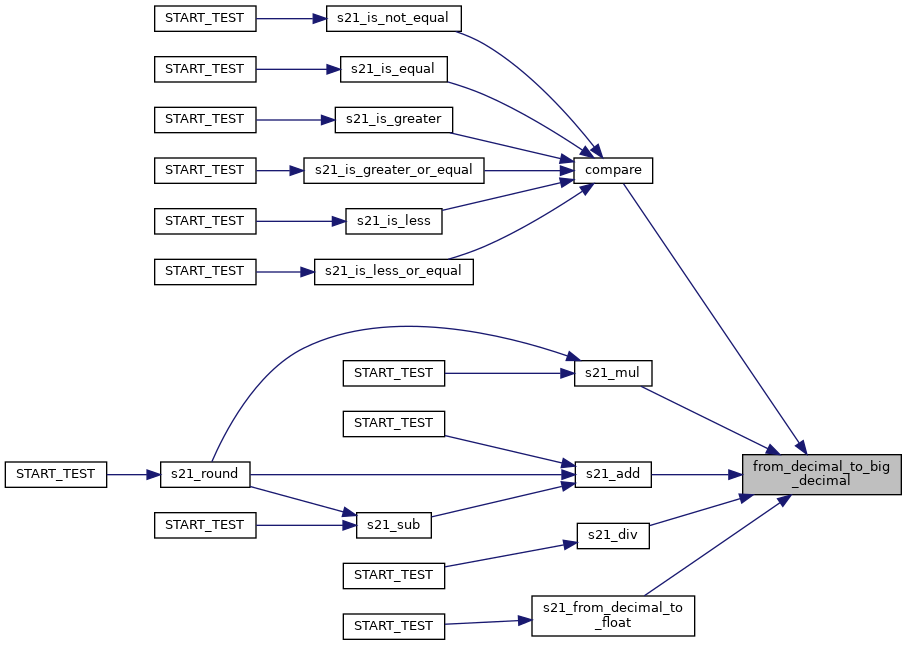 START_TEST
s21_is_not_equal
START_TEST
s21_is_equal
START_TEST
s21_is_greater
START_TEST
s21_is_greater_or_equal
compare
START_TEST
s21_is_less
START_TEST
s21_is_less_or_equal
START_TEST
s21_mul
START_TEST
START_TEST
s21_round
s21_add
from_decimal_to_big
_decimal
START_TEST
s21_sub
s21_div
START_TEST
s21_from_decimal_to
_float
START_TEST